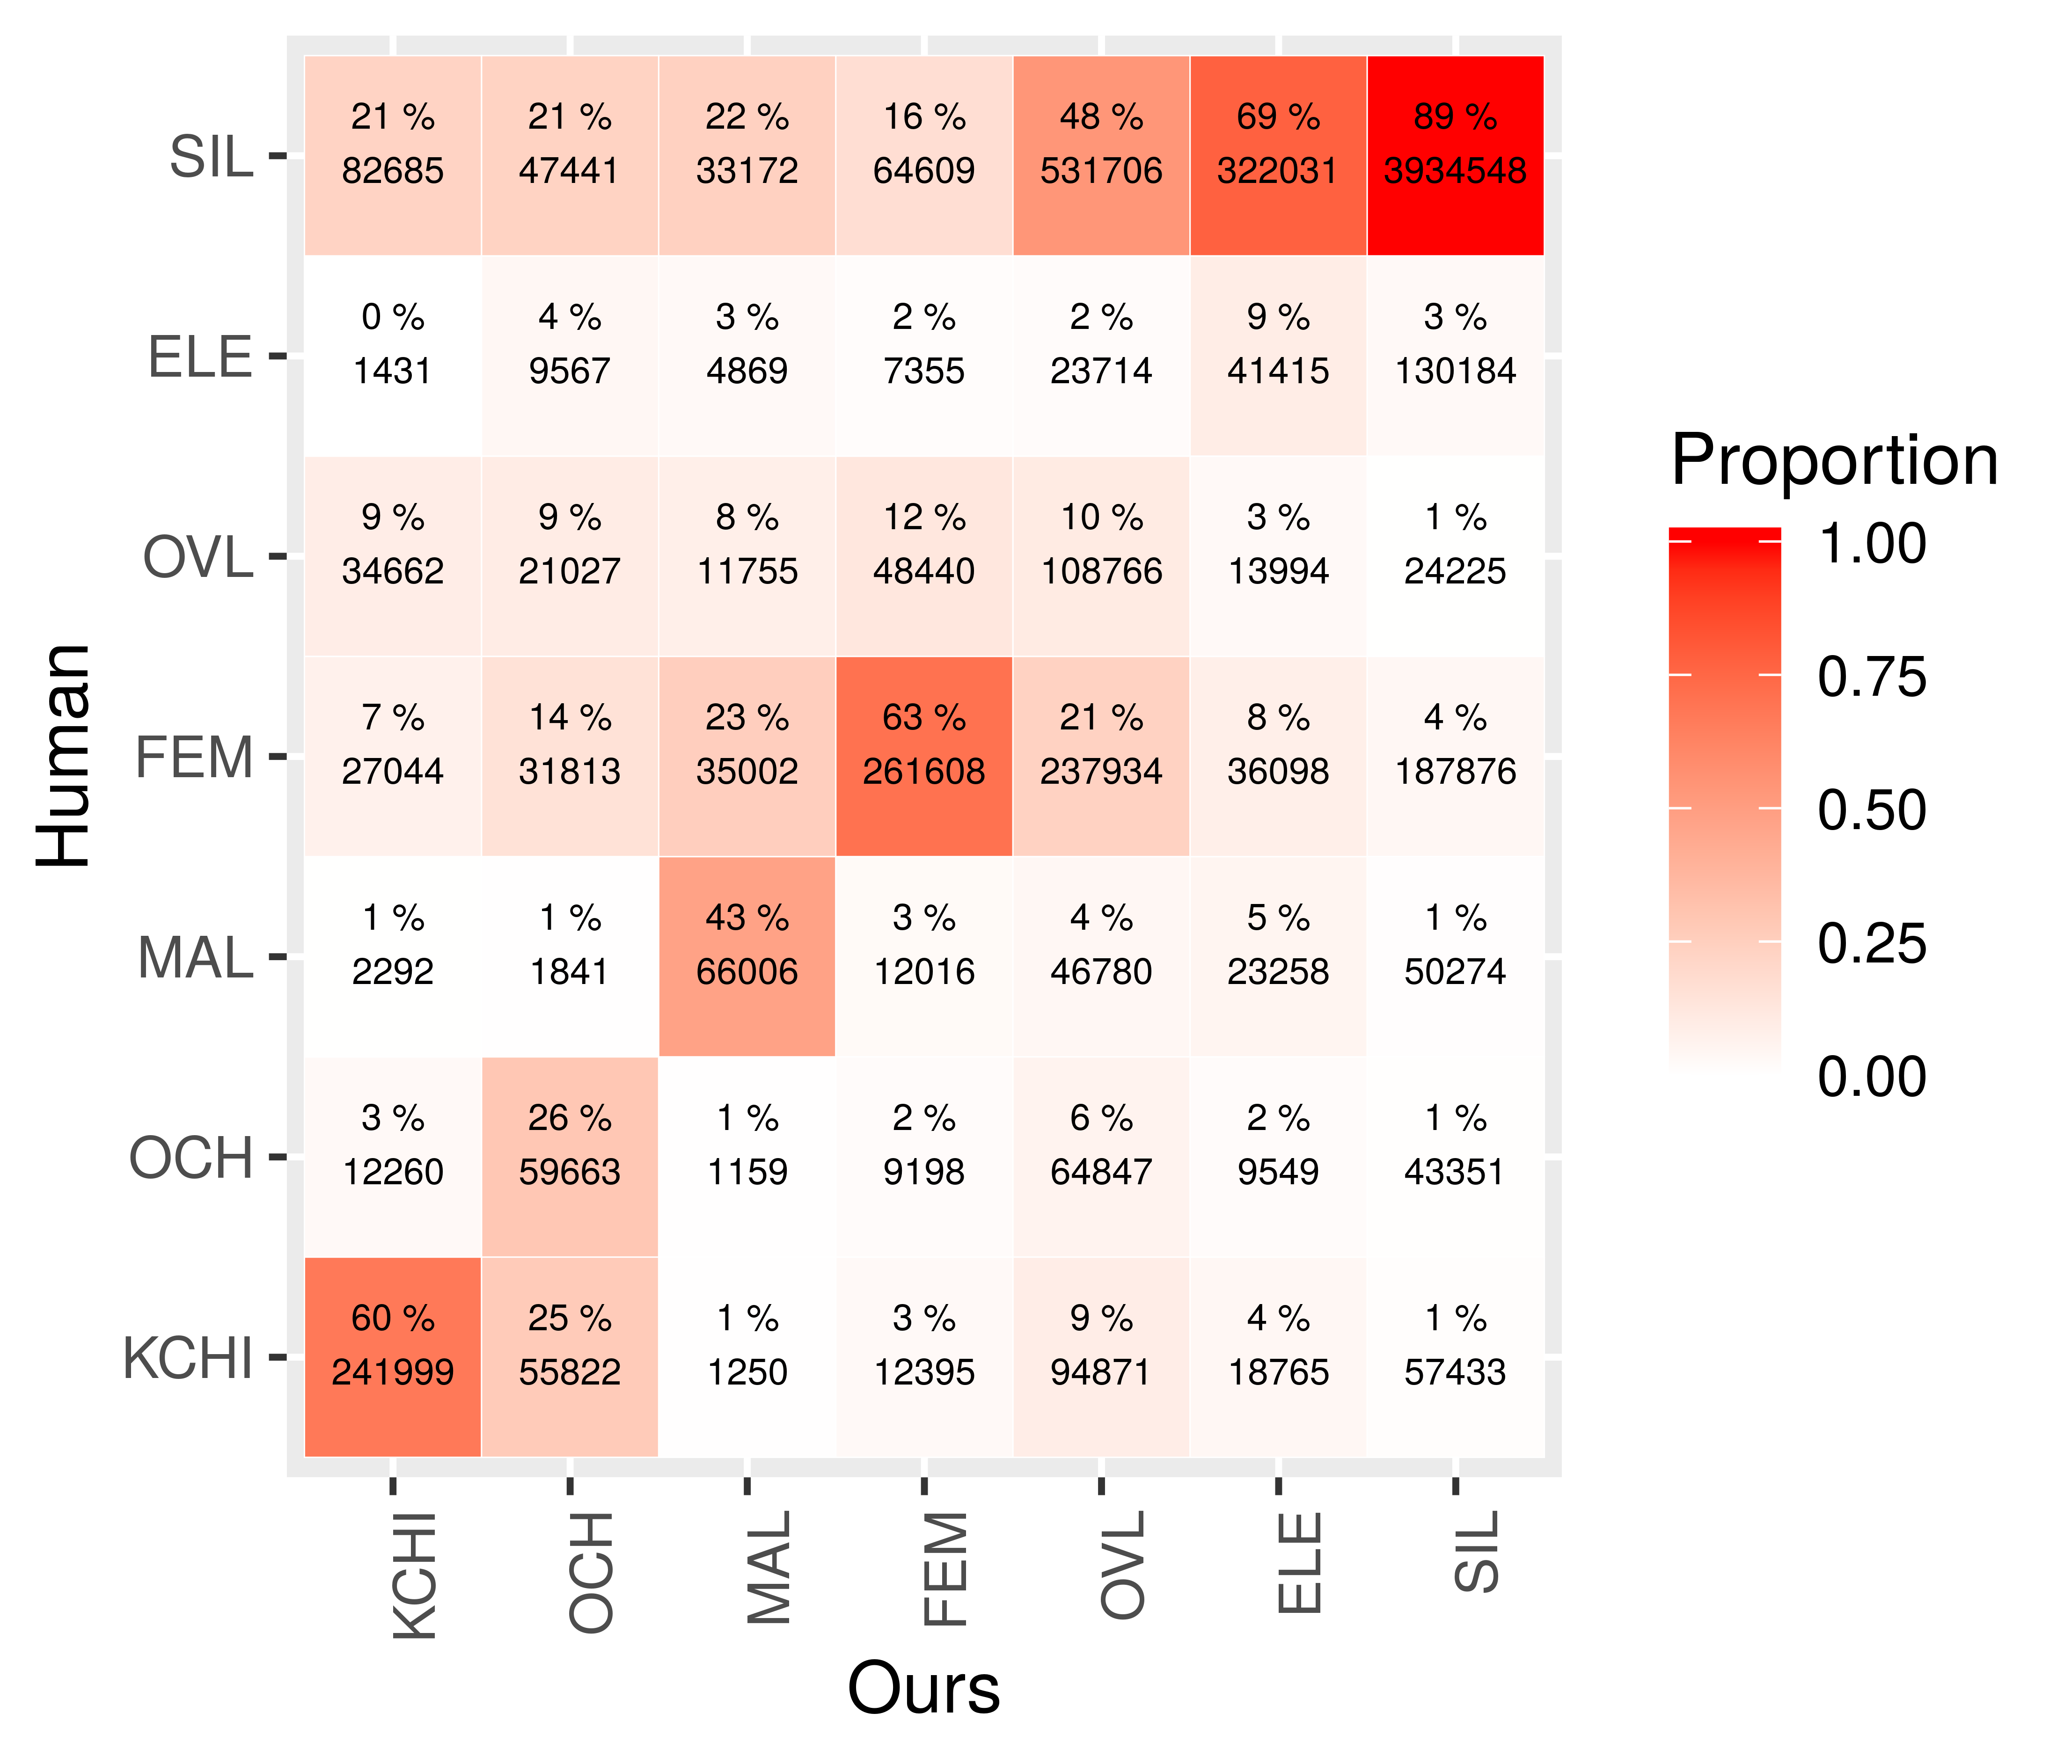 SIL
21 % 21 % 22 % 16 % 48 % 69 % 89 %
82685 47441 33172 64609 531706 322031 3934548
ELE
0 % 4 % 3 % 2 % 2 % 9 % 3 %
1431 9567 4869 7355 23714 41415 130184
OVL
9 % 9 % 8 % 12 % 10 % 3 % 1 %
34662 21027 11755 48440 108766 13994 24225
FEM
7 % 14 % 23 % 63 % 21 % 8 % 4 %
27044 31813 35002 261608 237934 36098 187876
MAL
1 % 1 % 43 % 3 % 4 % 5 % 1 %
2292 1841 66006 12016 46780 23258 50274
OCH
3 % 26 % 1 % 2 % 6 % 2 % 1 %
12260 59663 1159 9198 64847 9549 43351
KCHI
60 % 25 % 1 % 3 % 9 % 4 % 1 %
241999 55822 1250 12395 94871 18765 57433
KCHI OCH MAL FEM OVL ELE SIL
Ours
Human
Proportion
1.00
0.75
0.50
0.25
0.00